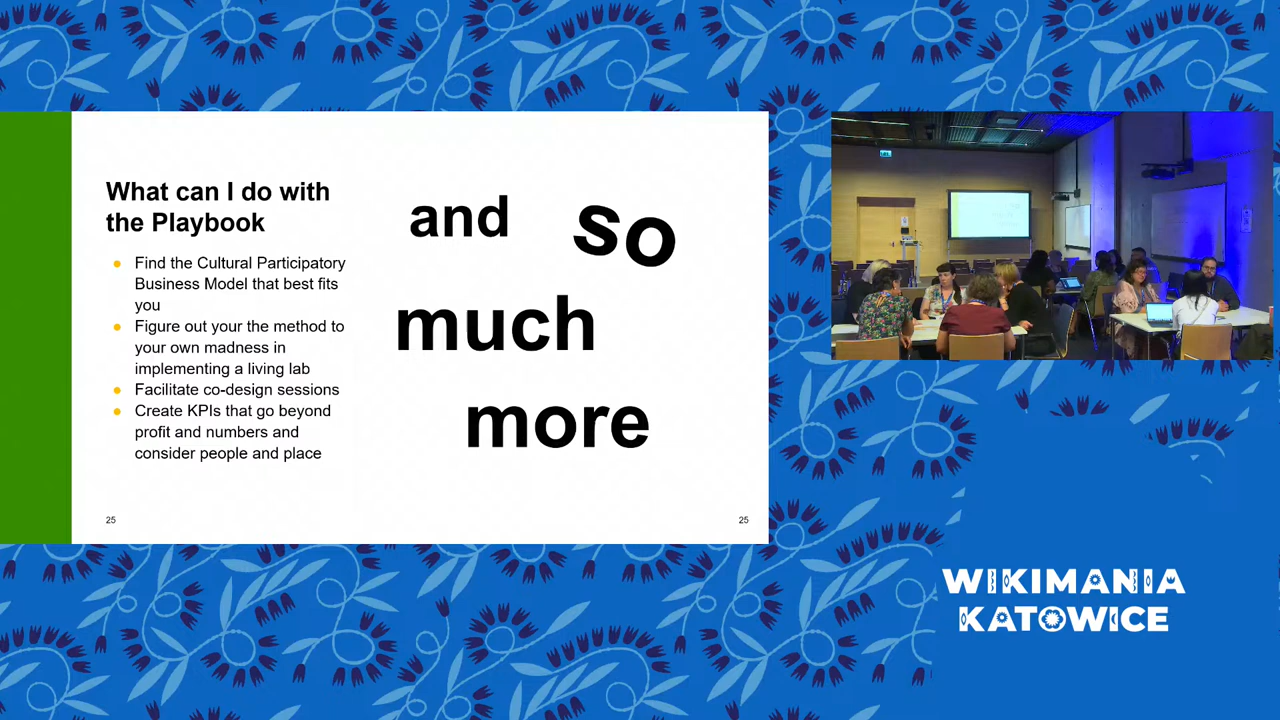 What can I do with
the Playbook
Find the Cultural Participatory
Business Model that best fits
you
Figure out your the method to
your own madness in
implementing a living lab
Facilitate co-design sessions
Create KPIs that go beyond
profit and numbers and
consider people and place
and so
much
more
25
25
WIKIMANIA
KATOWICE